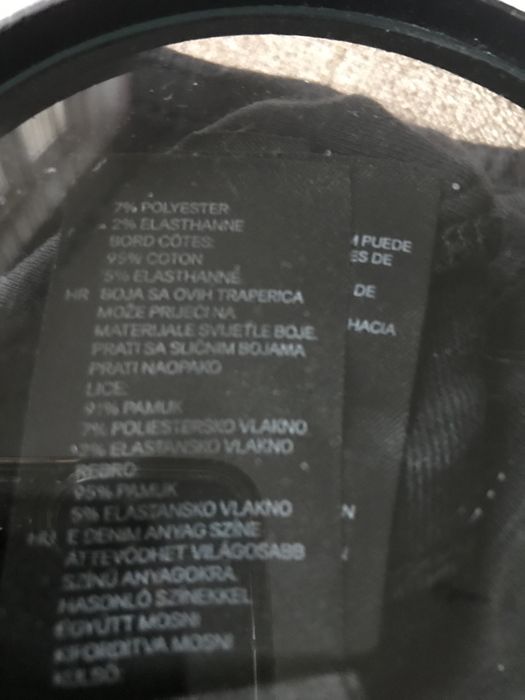 7% POLYESTER
2% ELASTHANNE
BORD CÔTES:
95% COTON
5% ELASTHANNE
HR BOJA SA OVIH TRAPERICA
MOŽE PRIJEĆI NA
MATERIJALE SVIJETLE BOJE.
PRATI SA SLIČNIM BOJAMA
PRATI NAOPAKO
LICE:
91% PAMUK
7% POLIESTERSKO VLAKNO
2% ELASTANSKO VLAKNO
REBRO:
95% PAMUK
5% ELASTANSKO VLAKNO
HU E DENIM ANYAG SZÍNE
ÁTTEVŐDHET VILÁGOSABB
SZÍNŰ ANYAGOKRA
HASONLÓ SZÍNEKKEL
EGYÜTT MOSNI
KIFORDÍTVA MOSNI
KÜLSŐ:
PUEDE
ES DE
DE
HACIA
N